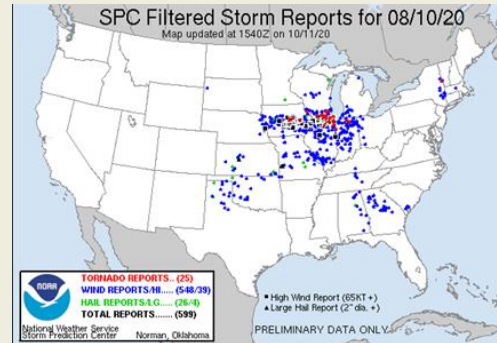 SPC Filtered Storm Reports for 08/10/20
Map updated at 1540Z on 10/11/20
TORNADO REPORTS.. (25)
WIND REPORTS/HI..... (548/39)
HAIL REPORTS/LG..... (26/4)
TOTAL REPORTS....... (599)
NOAA
National Weather Service
Storm Prediction Center Norman, Oklahoma
High Wind Report (65KT +)
Large Hail Report (2" dia. +)
PRELIMINARY DATA ONLY